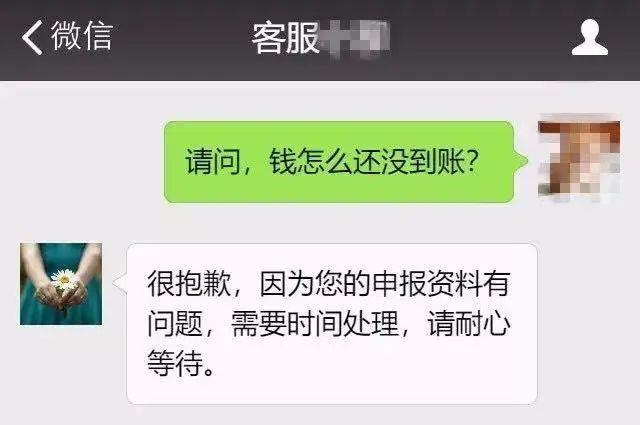 微信
客服
请问，钱怎么还没到账？
很抱歉，因为您的申报资料有
问题，需要时间处理，请耐心
等待。